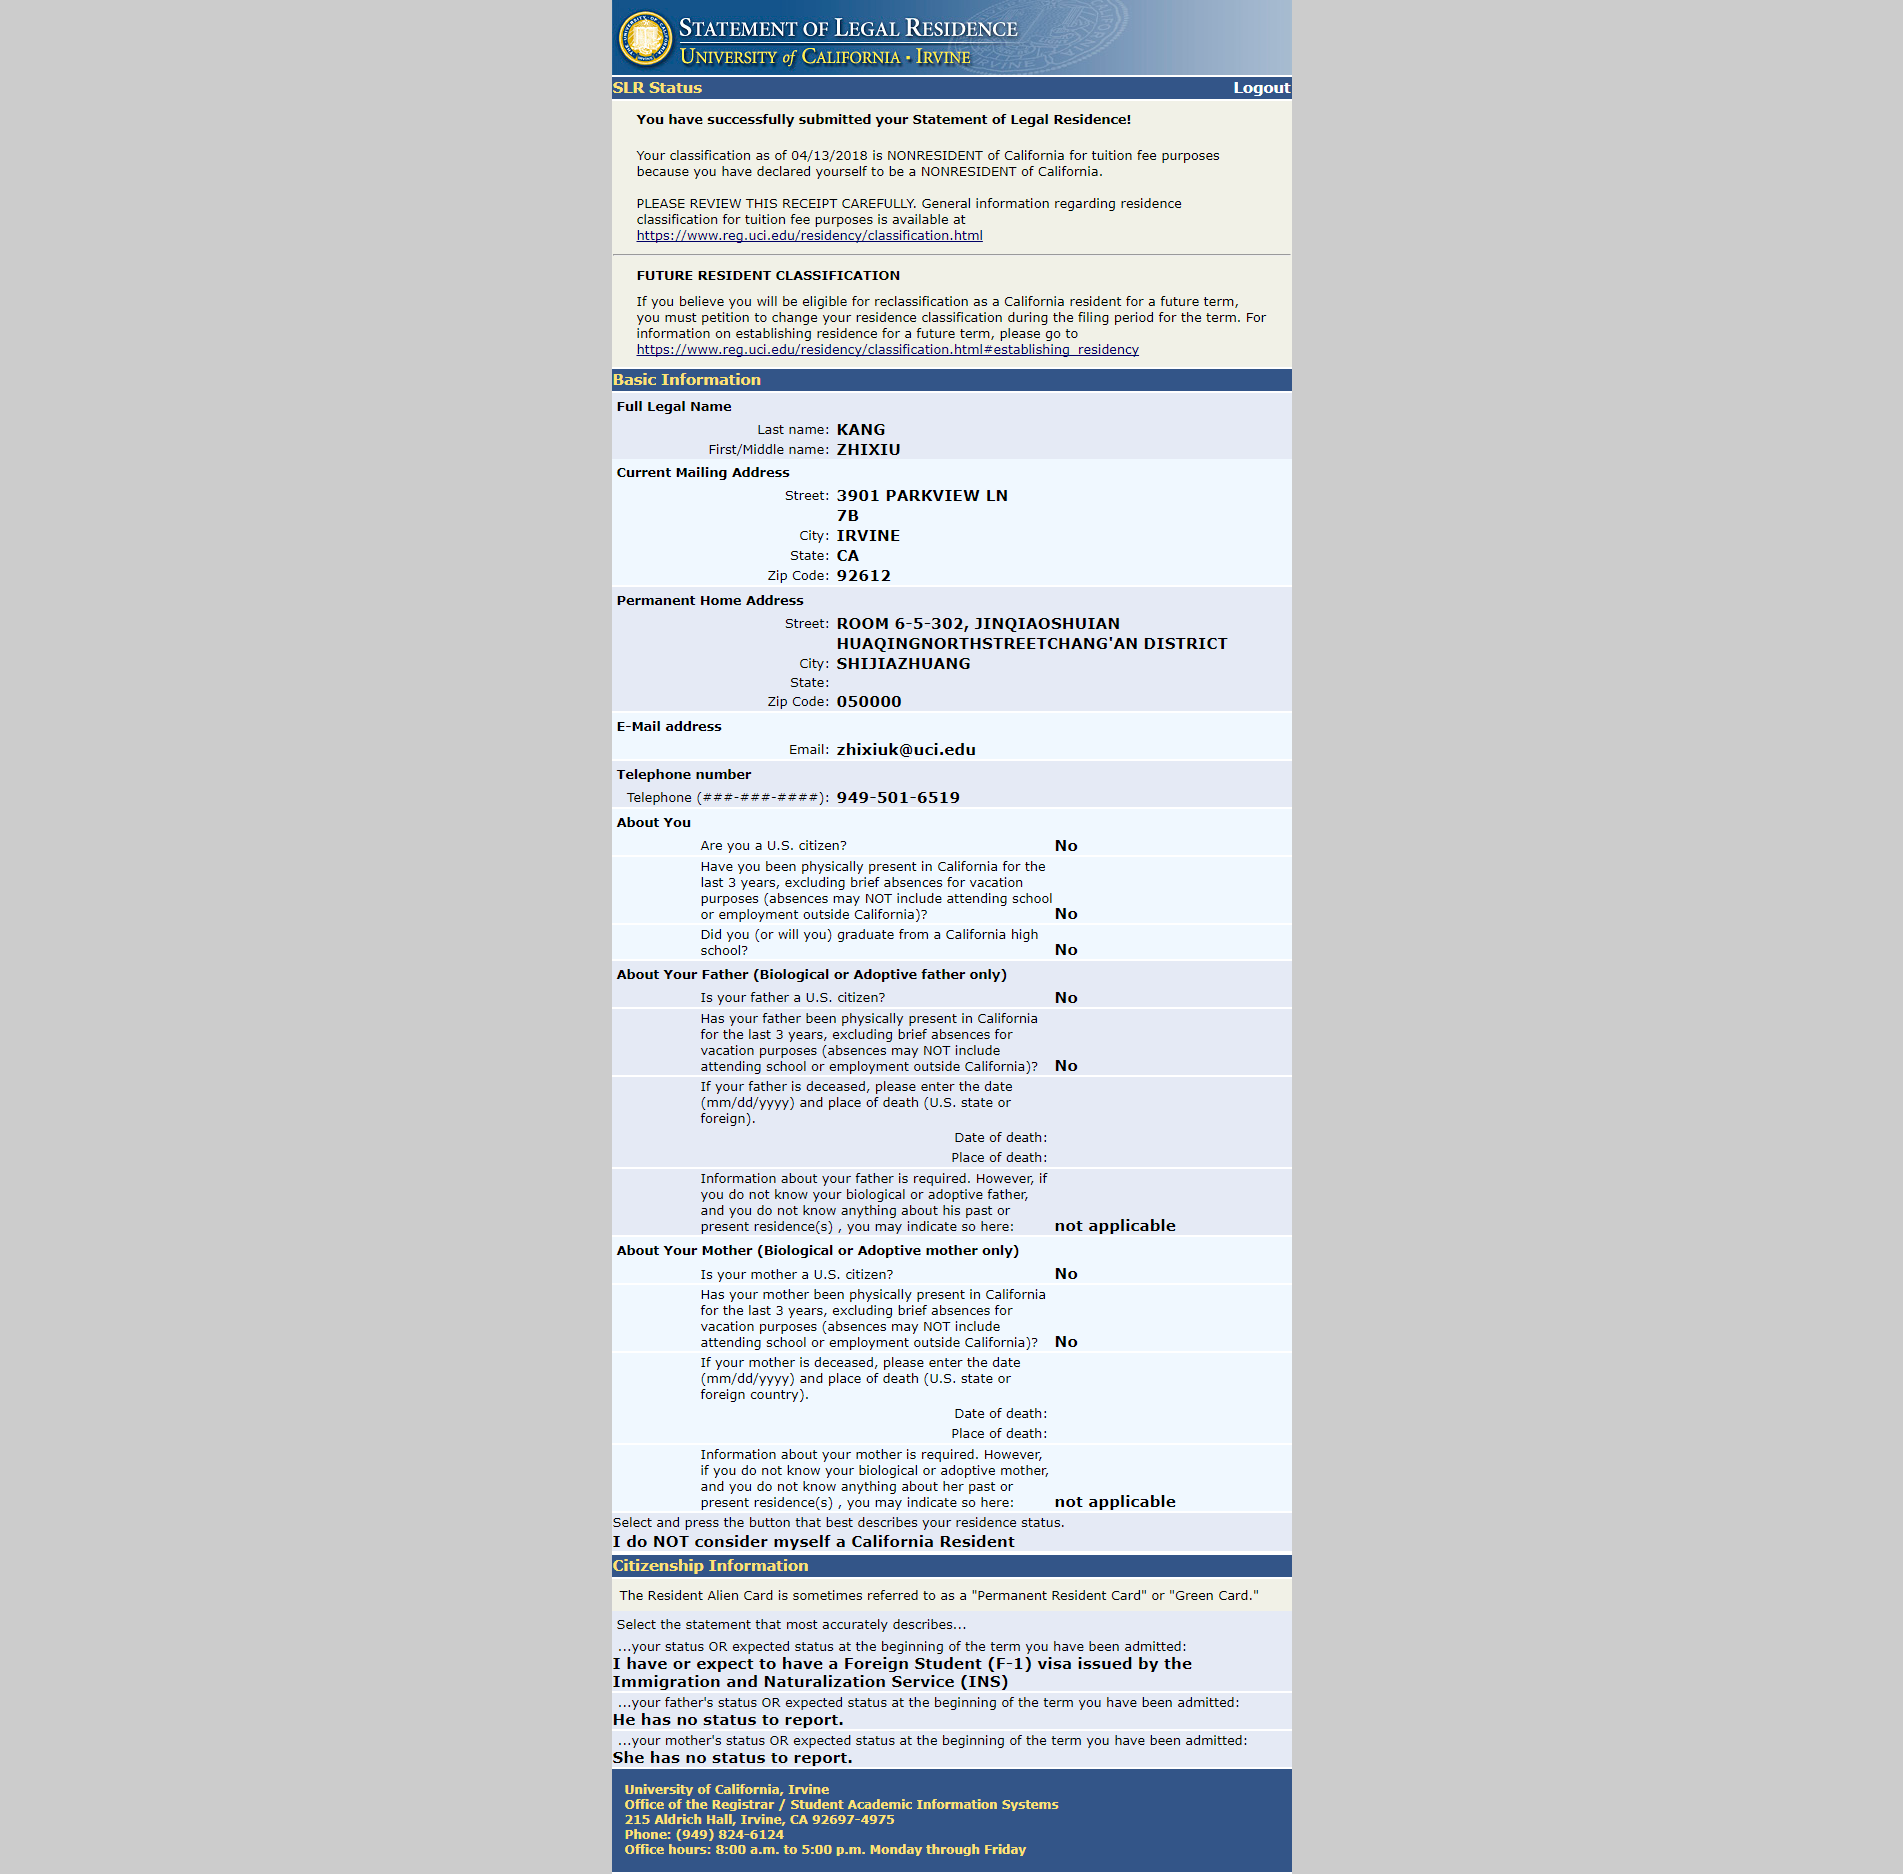 STATEMENT OF LEGAL RESIDENCE
UNIVERSITY of CALIFORNIA • IRVINE
SLR Status Logout
You have successfully submitted your Statement of Legal Residence!
Your classification as of 04/13/2018 is NONRESIDENT of California for tuition fee purposes
because you have declared yourself to be a NONRESIDENT of California.
PLEASE REVIEW THIS RECEIPT CAREFULLY. General information regarding residence
classification for tuition fee purposes is available at
https://www.reg.uci.edu/residency/classification.html
FUTURE RESIDENT CLASSIFICATION
If you believe you will be eligible for reclassification as a California resident for a future term,
you must petition to change your residence classification during the filing period for the term. For
information on establishing residence for a future term, please go to
https://www.reg.uci.edu/residency/classification.html#establishing_residency
Basic Information
Full Legal Name
Last name: KANG
First/Middle name: ZHIXIU
Current Mailing Address
Street: 3901 PARKVIEW LN
7B
City: IRVINE
State: CA
Zip Code: 92612
Permanent Home Address
Street: ROOM 6-5-302, JINQIAOSHUIAN
HUAQINGNORTHSTREETCHANG'AN DISTRICT
City: SHIJIAZHUANG
State:
Zip Code: 050000
E-Mail address
Email: zhixiuk@uci.edu
Telephone number
Telephone (###-###-####): 949-501-6519
About You
Are you a U.S. citizen? No
Have you been physically present in California for the
last 3 years, excluding brief absences for vacation
purposes (absences may NOT include attending school
or employment outside California)? No
Did you (or will you) graduate from a California high
school? No
About Your Father (Biological or Adoptive father only)
Is your father a U.S. citizen? No
Has your father been physically present in California
for the last 3 years, excluding brief absences for
vacation purposes (absences may NOT include
attending school or employment outside California)? No
If your father is deceased, please enter the date
(mm/dd/yyyy) and place of death (U.S. state or
foreign).
Date of death:
Place of death:
Information about your father is required. However, if
you do not know your biological or adoptive father,
and you do not know anything about his past or
present residence(s) , you may indicate so here: not applicable
About Your Mother (Biological or Adoptive mother only)
Is your mother a U.S. citizen? No
Has your mother been physically present in California
for the last 3 years, excluding brief absences for
vacation purposes (absences may NOT include
attending school or employment outside California)? No
If your mother is deceased, please enter the date
(mm/dd/yyyy) and place of death (U.S. state or
foreign country).
Date of death:
Place of death:
Information about your mother is required. However,
if you do not know your biological or adoptive mother,
and you do not know anything about her past or
present residence(s) , you may indicate so here: not applicable
Select and press the button that best describes your residence status.
I do NOT consider myself a California Resident
Citizenship Information
The Resident Alien Card is sometimes referred to as a "Permanent Resident Card" or "Green Card."
Select the statement that most accurately describes...
...your status OR expected status at the beginning of the term you have been admitted:
I have or expect to have a Foreign Student (F-1) visa issued by the
Immigration and Naturalization Service (INS)
...your father's status OR expected status at the beginning of the term you have been admitted:
He has no status to report.
...your mother's status OR expected status at the beginning of the term you have been admitted:
She has no status to report.
University of California, Irvine
Office of the Registrar / Student Academic Information Systems
215 Aldrich Hall, Irvine, CA 92697-4975
Phone: (949) 824-6124
Office hours: 8:00 a.m. to 5:00 p.m. Monday through Friday